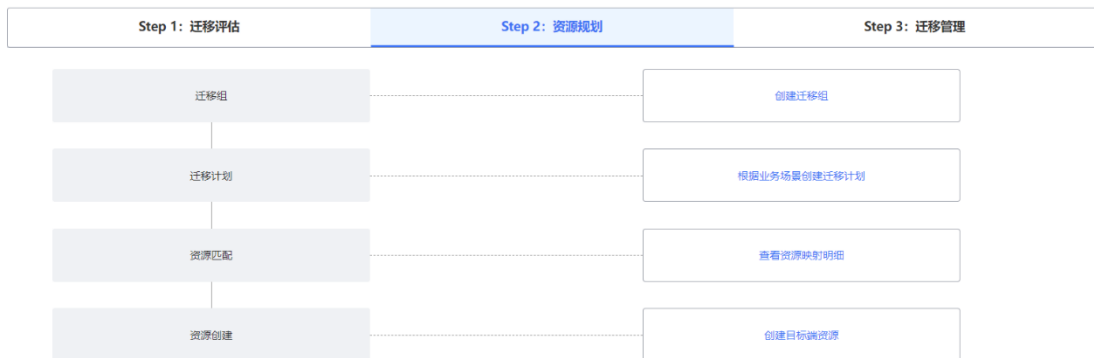 Step 1：迁移评估
Step 2：资源规划
Step 3：迁移管理
迁移组
创建迁移组
迁移计划
根据业务场景创建迁移计划
资源匹配
查看资源映射明细
资源创建
创建目标端资源